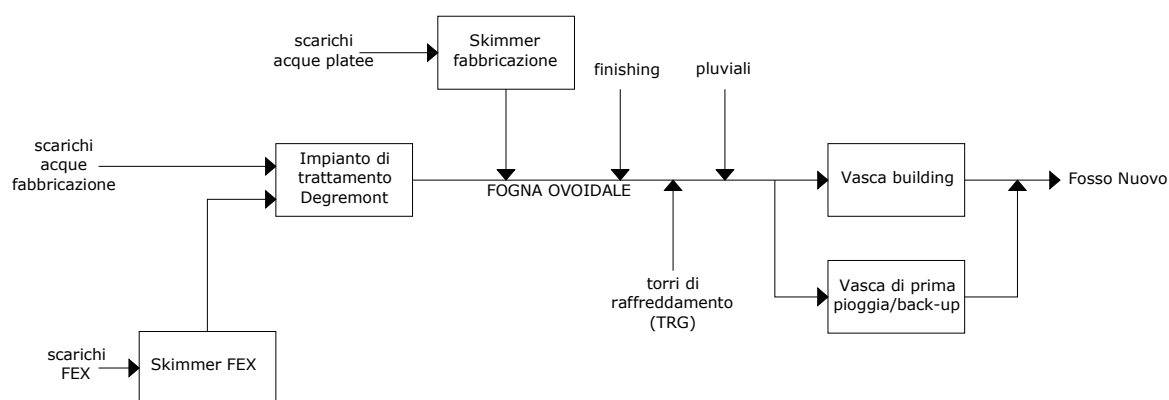 scarichi
acque platee
Skimmer
fabbricazione
finishing
pluviali
scarichi
acque
fabbricazione
Impianto di
trattamento
Degremont
FOGNA OVOIDALE
Vasca building
Fosso Nuovo
torri di
raffreddamento
(TRG)
Vasca di prima
pioggia/back-up
scarichi
FEX
Skimmer FEX